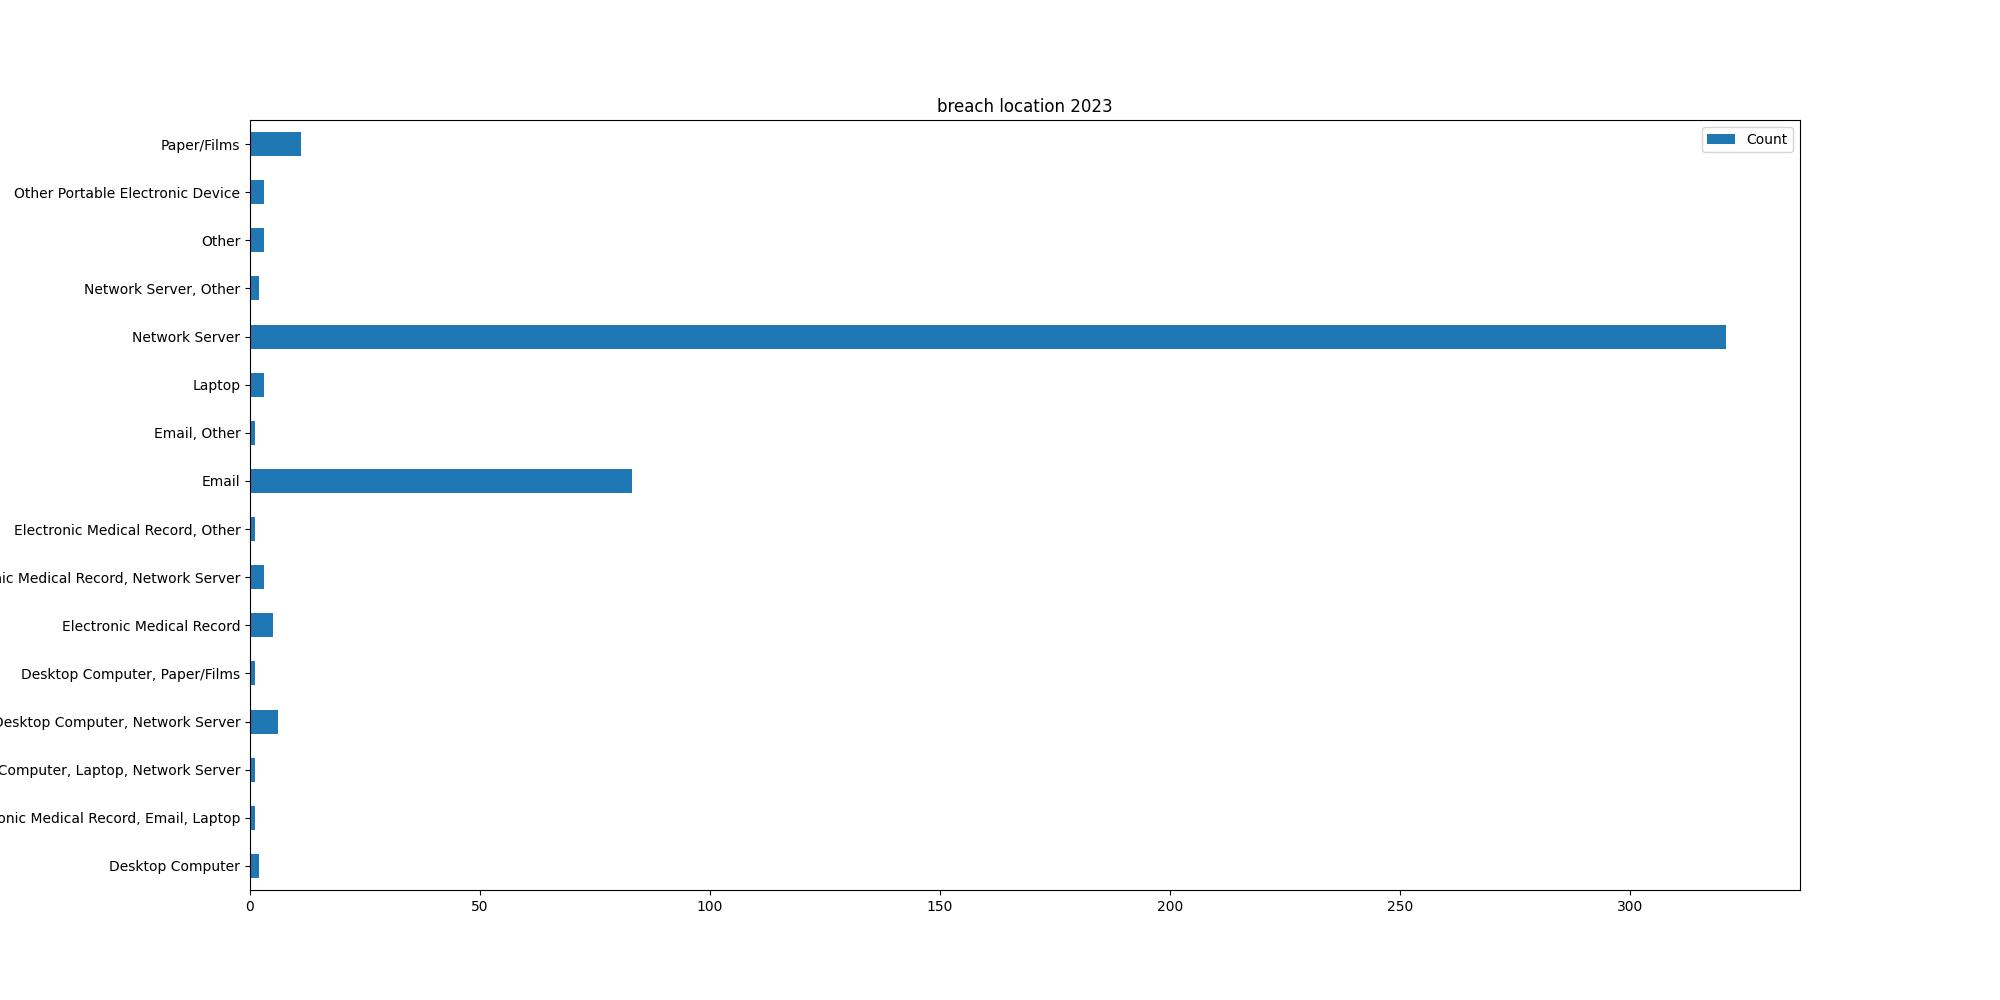 breach location 2023
Count
Paper/Films
Other Portable Electronic Device
Other
Network Server, Other
Network Server
Laptop
Email, Other
Email
Electronic Medical Record, Other
Medical Record, Network Server
Electronic Medical Record
Desktop Computer, Paper/Films
Desktop Computer, Network Server
Computer, Laptop, Network Server
Medical Record, Email, Laptop
Desktop Computer
0 50 100 150 200 250 300